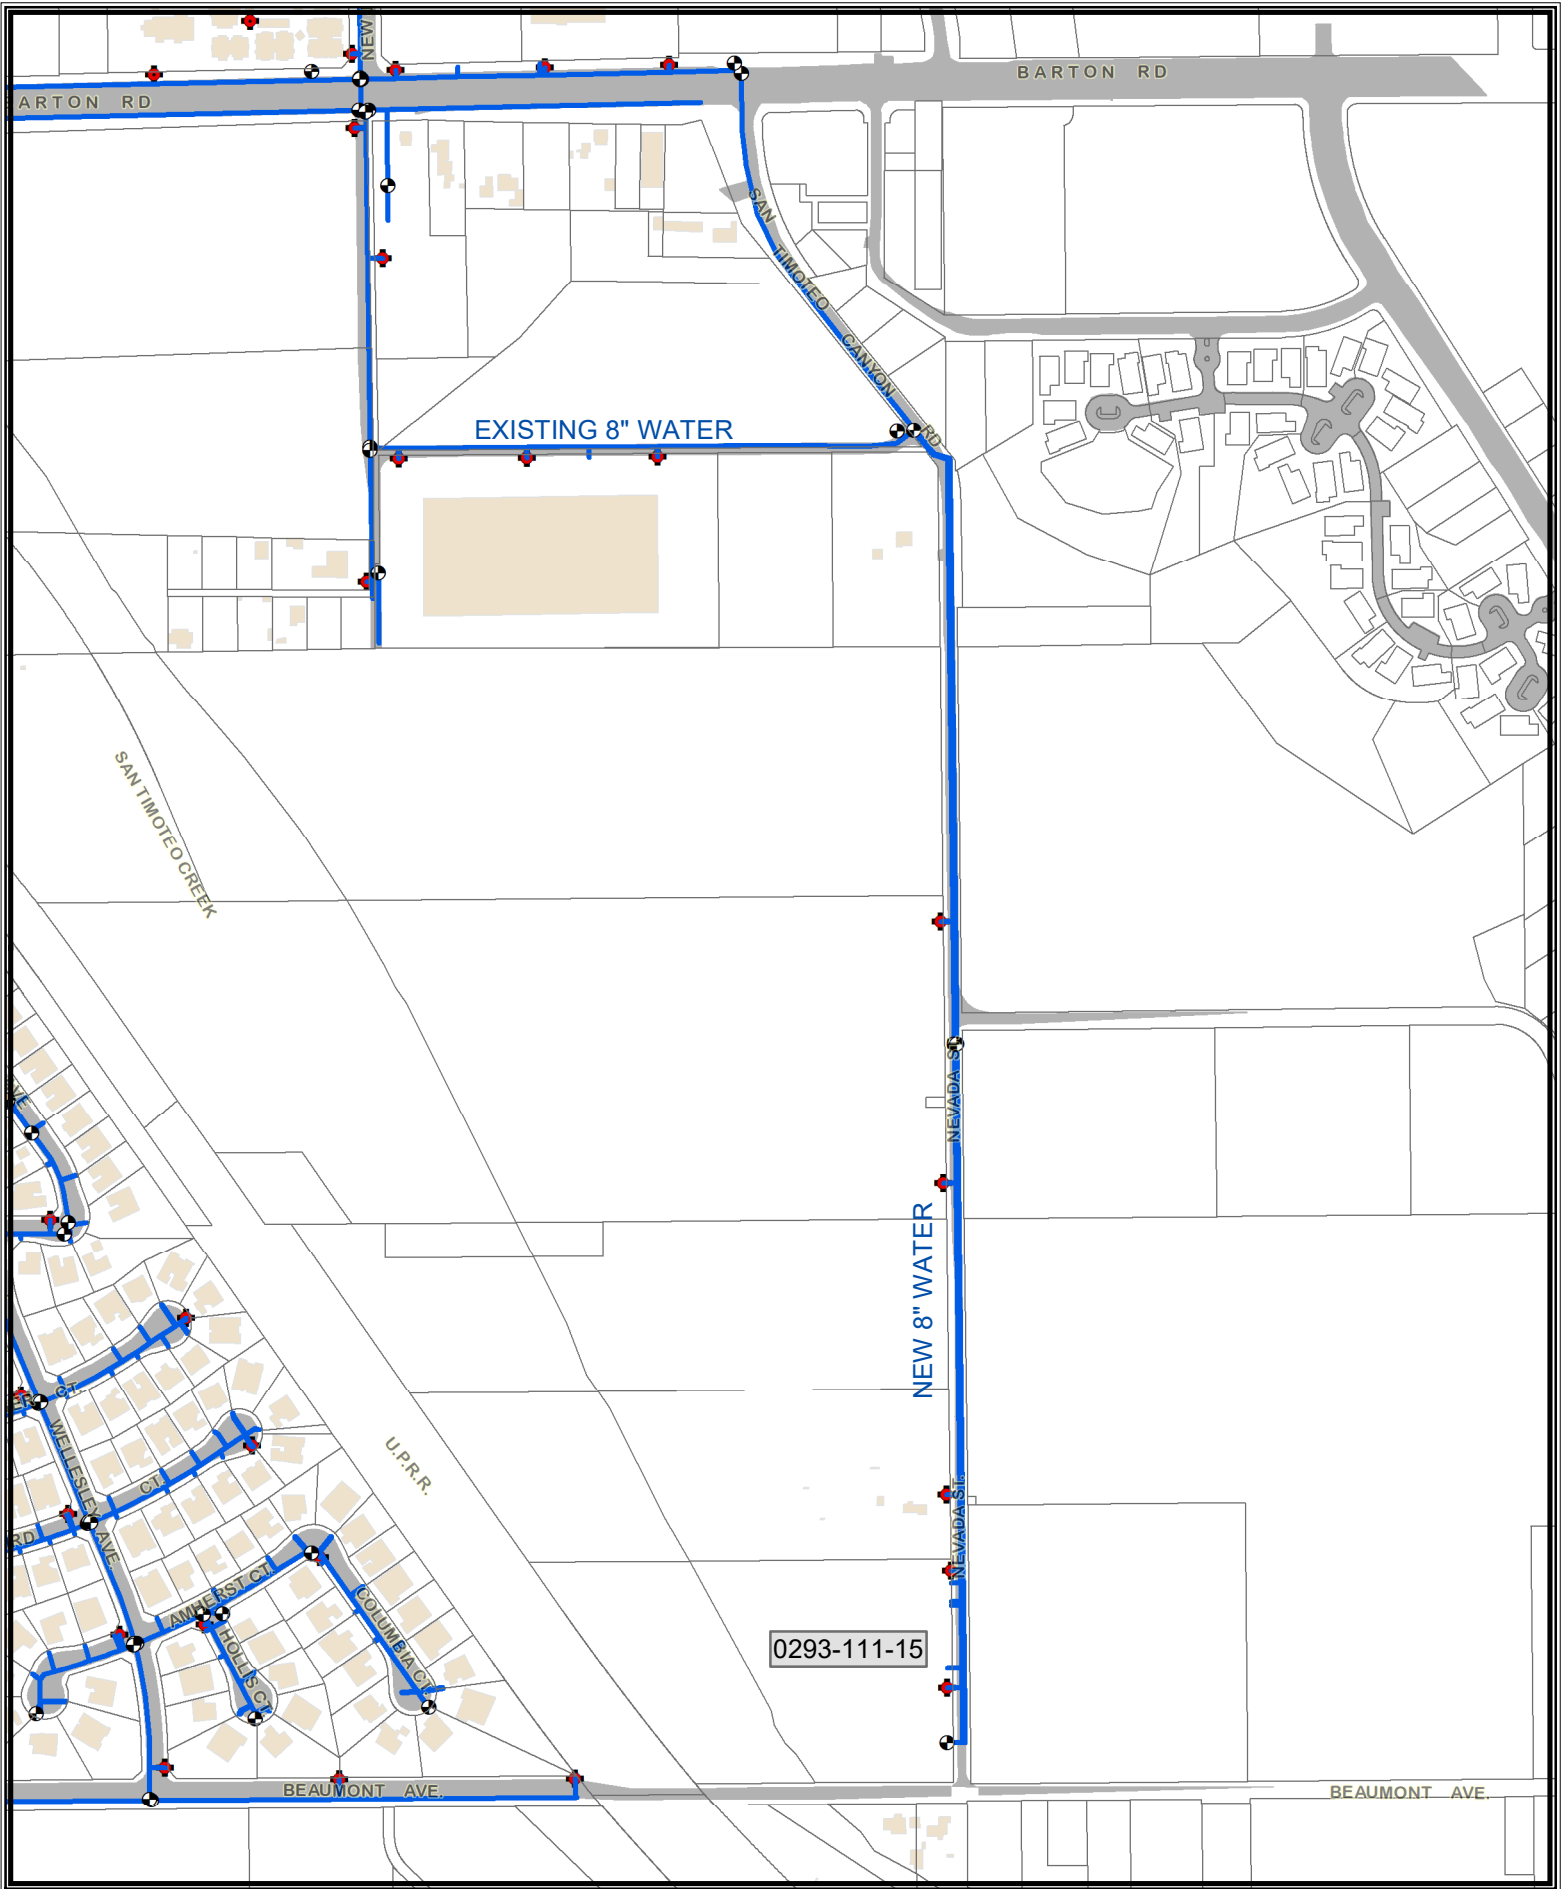 NEW
BARTON RD
ARTON RD
SAN TIMOTEO CANYON RD
EXISTING 8" WATER
SAN TIMOTEO CREEK
NEVADA S
VE
NEW 8" WATER
CT.
WELLESLEY AVE.
U.P.R.R.
CT.
NEVADA ST.
RD
AMHERST CT.
COLUMBIA CT.
HOLLIS CT.
0293-111-15
BEAUMONT AVE.
BEAUMONT AVE.